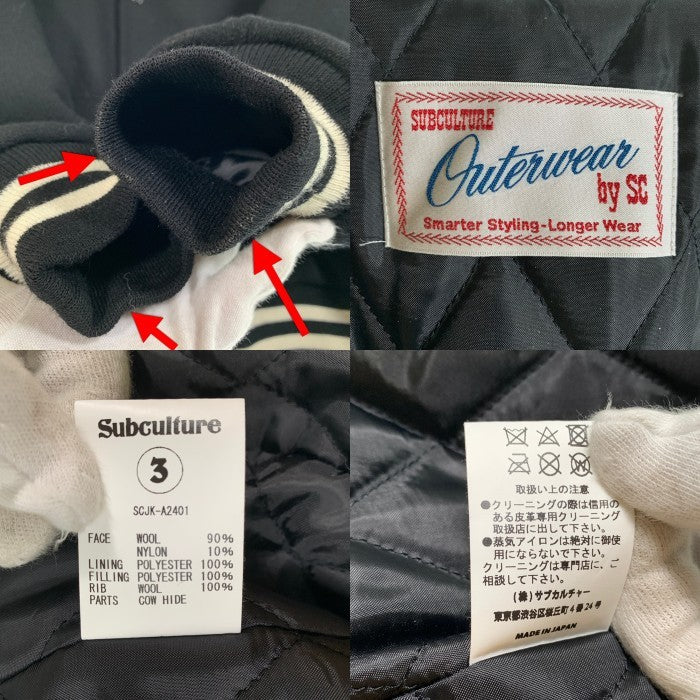 SUBCULTURE
Outerwear
by SC
Smarter Styling-Longer Wear
Subculture
3
SCJK-A2401
FACE WOOL 90%
NYLON 10%
LINING POLYESTER 100%
FILLING POLYESTER 100%
RIB WOOL 100%
PARTS COW HIDE
取扱い上の注意
●クリーニングの際は信用の
ある皮革専用クリーニング
取扱店に出して下さい。
●蒸気アイロンは絶対に御使
用にならないで下さい。
クリーニングは専門店に、ご
相談して下さい。
(株)サブカルチャー
東京都渋谷区桜丘町4番24号
MADE IN JAPAN